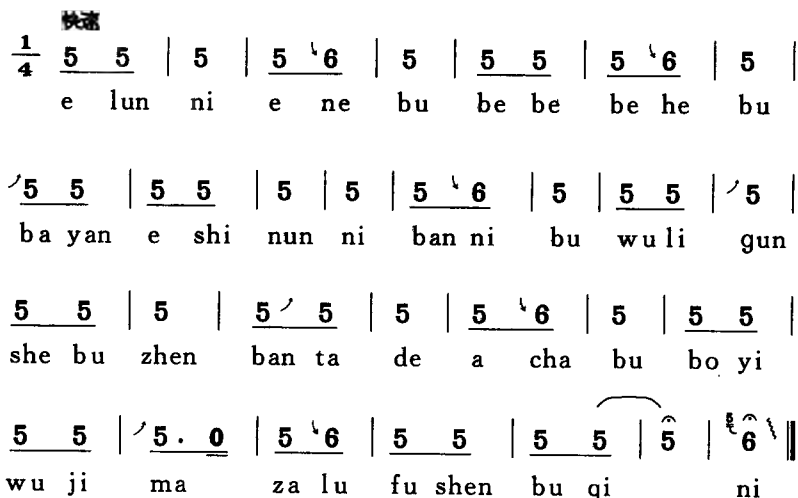 快速
1/4 5 5 | 5 | 5 6 | 5 | 5 5 | 5 6 | 5 |
e lun ni e ne bu be be be he bu
5 5 | 5 5 | 5 | 5 | 5 6 | 5 | 5 5 | 5 |
ba yan e shi nun ni ban ni bu wu li gun
5 5 | 5 | 5 5 | 5 | 5 6 | 5 | 5 5 |
she bu zhen ban ta de a cha bu bo yi
5 5 | 5 . 0 | 5 6 | 5 5 | 5 5 | 5 | 6 ‖
wu ji ma za lu fu shen bu qi ni